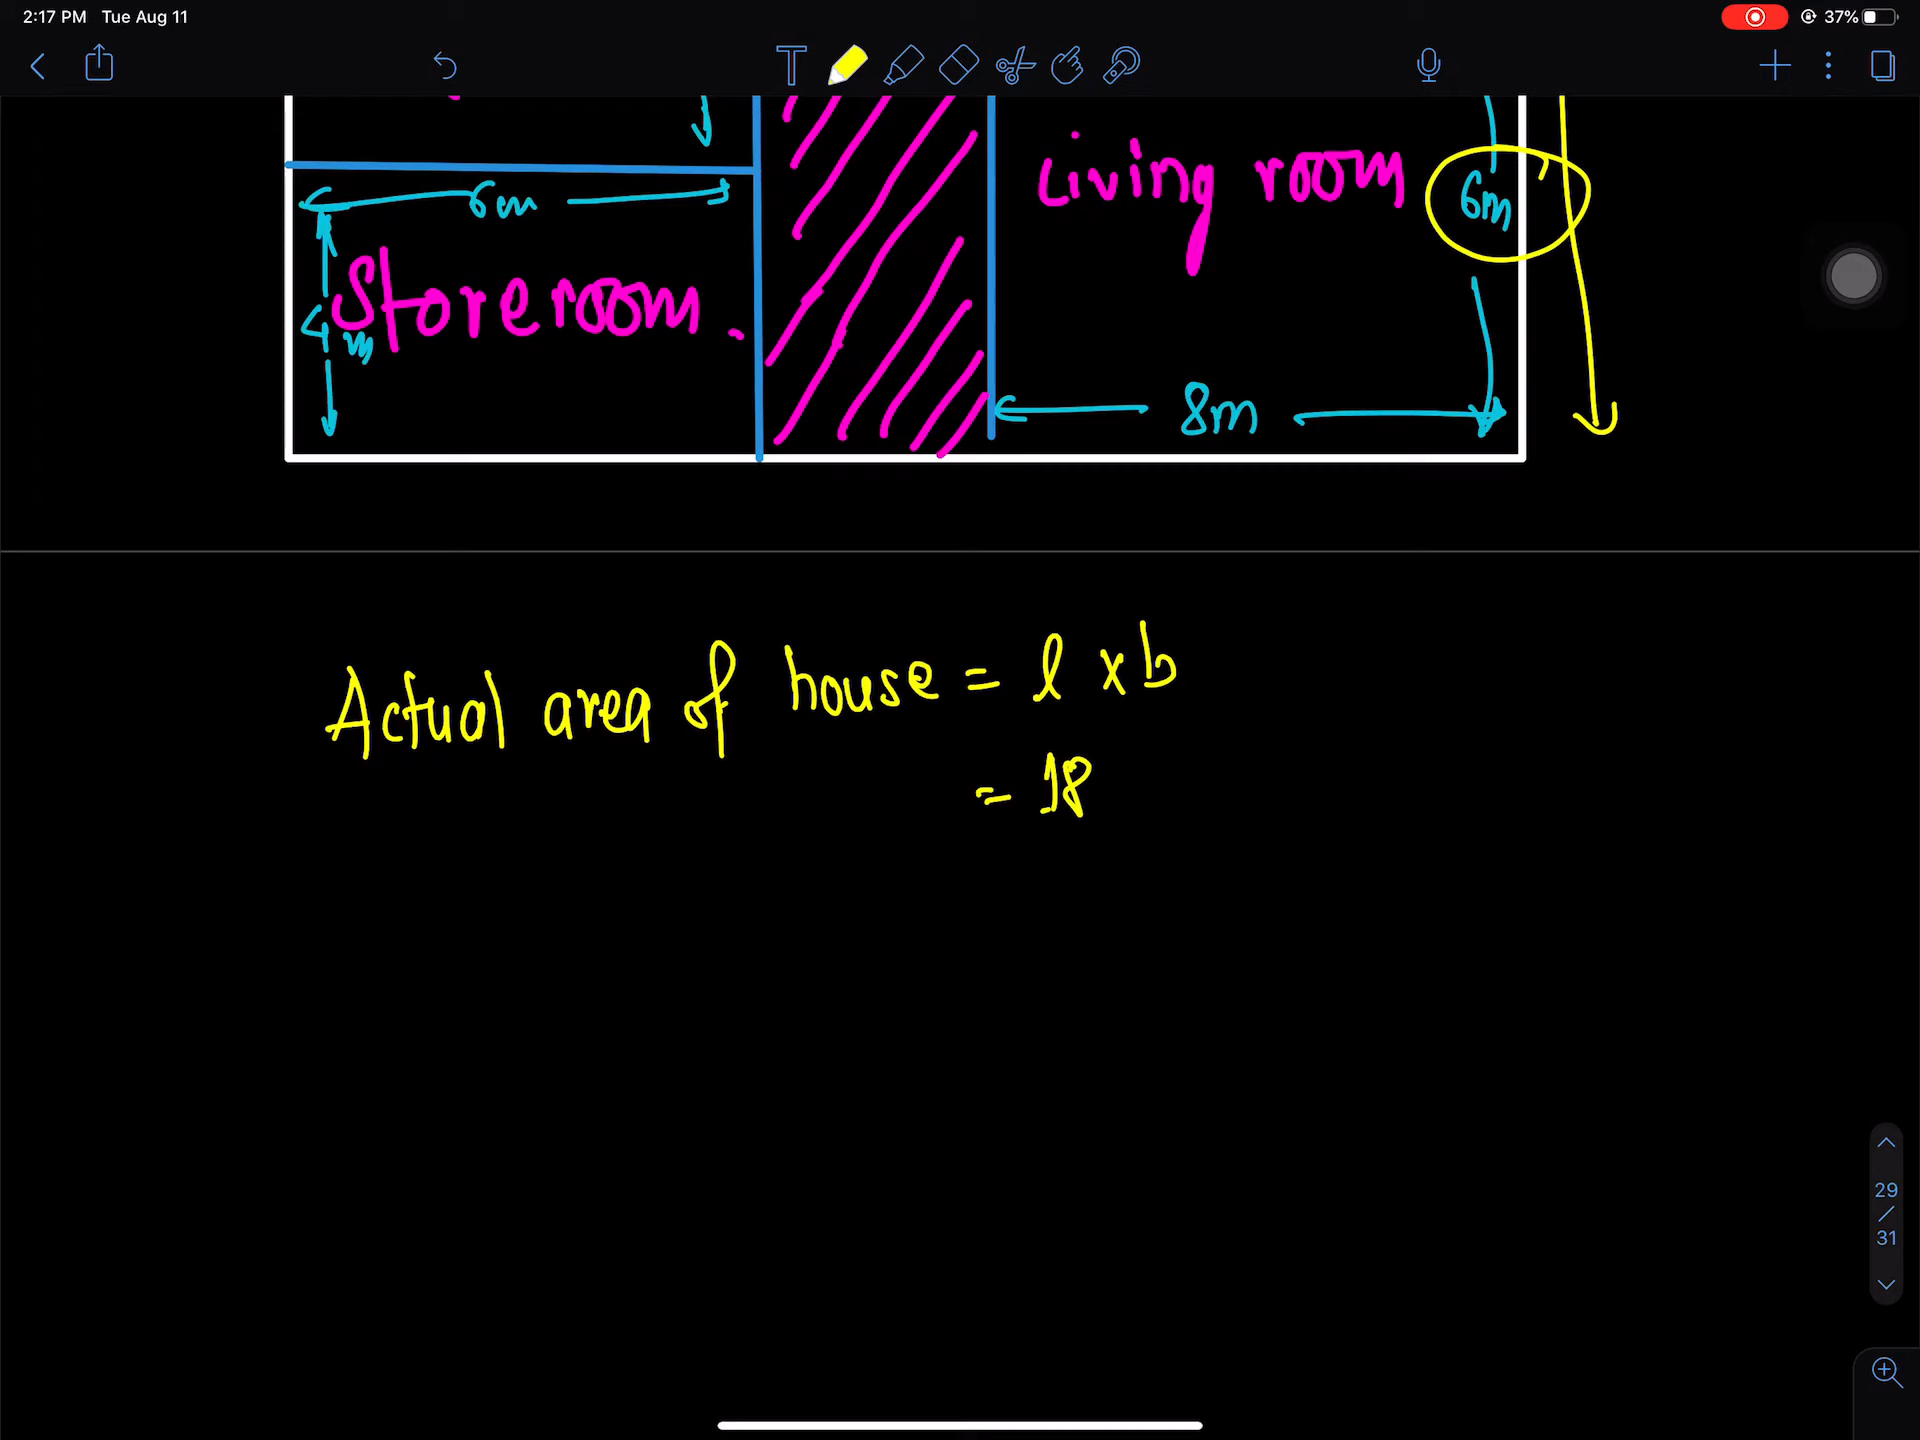 2:17 PM Tue Aug 11
37%
T
Living room
6m
6m
Storeroom.
4m
8m
Actual area of house = l x b
= 18
29
/
31